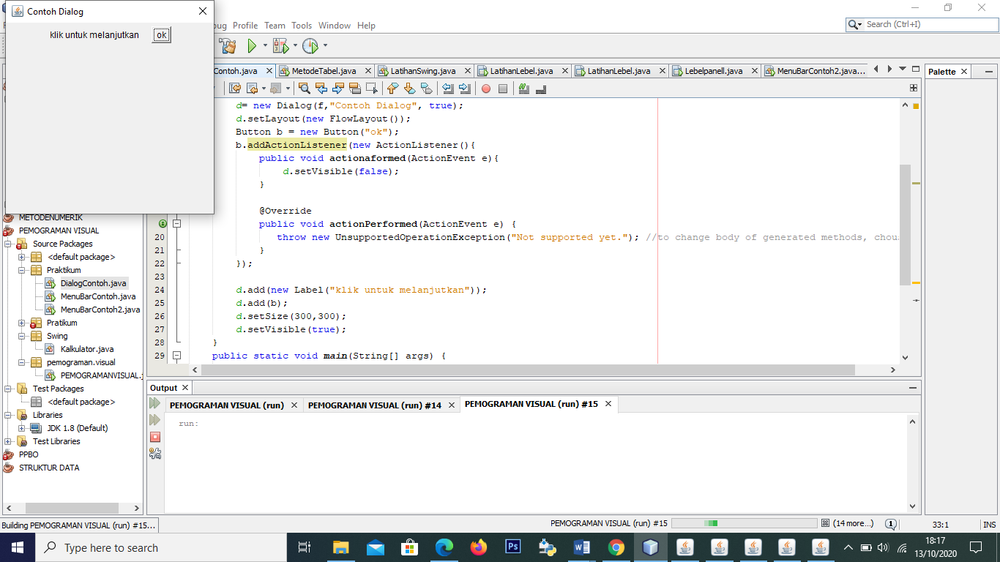 Contoh Dialog
klik untuk melanjutkan ok
Profile Team Tools Window Help
Search (Ctrl+I)
Contoh.java MetodeTabel.java LatihanSwing.java LatihanLebel.java LatihanLebel.java Lebelpanell.java MenuBarContoh2.java...
Palette
d= new Dialog(f,"Contoh Dialog", true);
d.setLayout(new FlowLayout());
Button b = new Button("ok");
b.addActionListener(new ActionListener(){
public void actionaformed(ActionEvent e){
d.setVisible(false);
}
@Override
public void actionPerformed(ActionEvent e) {
20 throw new UnsupportedOperationException("Not supported yet."); //to change body of generated methods, chous
21 }
22 });
23
24 d.add(new Label("klik untuk melanjutkan"));
25 d.add(b);
26 d.setSize(300,300);
27 d.setVisible(true);
28 }
29 public static void main(String[] args) {
METODENUMERIK
PEMOGRAMAN VISUAL
Source Packages
<default package>
Praktikum
DialogContoh.java
MenuBarContoh.java
MenuBarContoh2.java
Pratikum
Swing
Kalkulator.java
pemograman.visual
PEMOGRAMANVISUAL.j
Test Packages
<default package>
Libraries
JDK 1.8 (Default)
Test Libraries
PPBO
STRUKTUR DATA
Output
PEMOGRAMAN VISUAL (run) PEMOGRAMAN VISUAL (run) #14 PEMOGRAMAN VISUAL (run) #15
run:
Building PEMOGRAMAN VISUAL (run) #15...
PEMOGRAMAN VISUAL (run) #15 (14 more...) 1 33:1 INS
Type here to search
Ps
18:17
13/10/2020